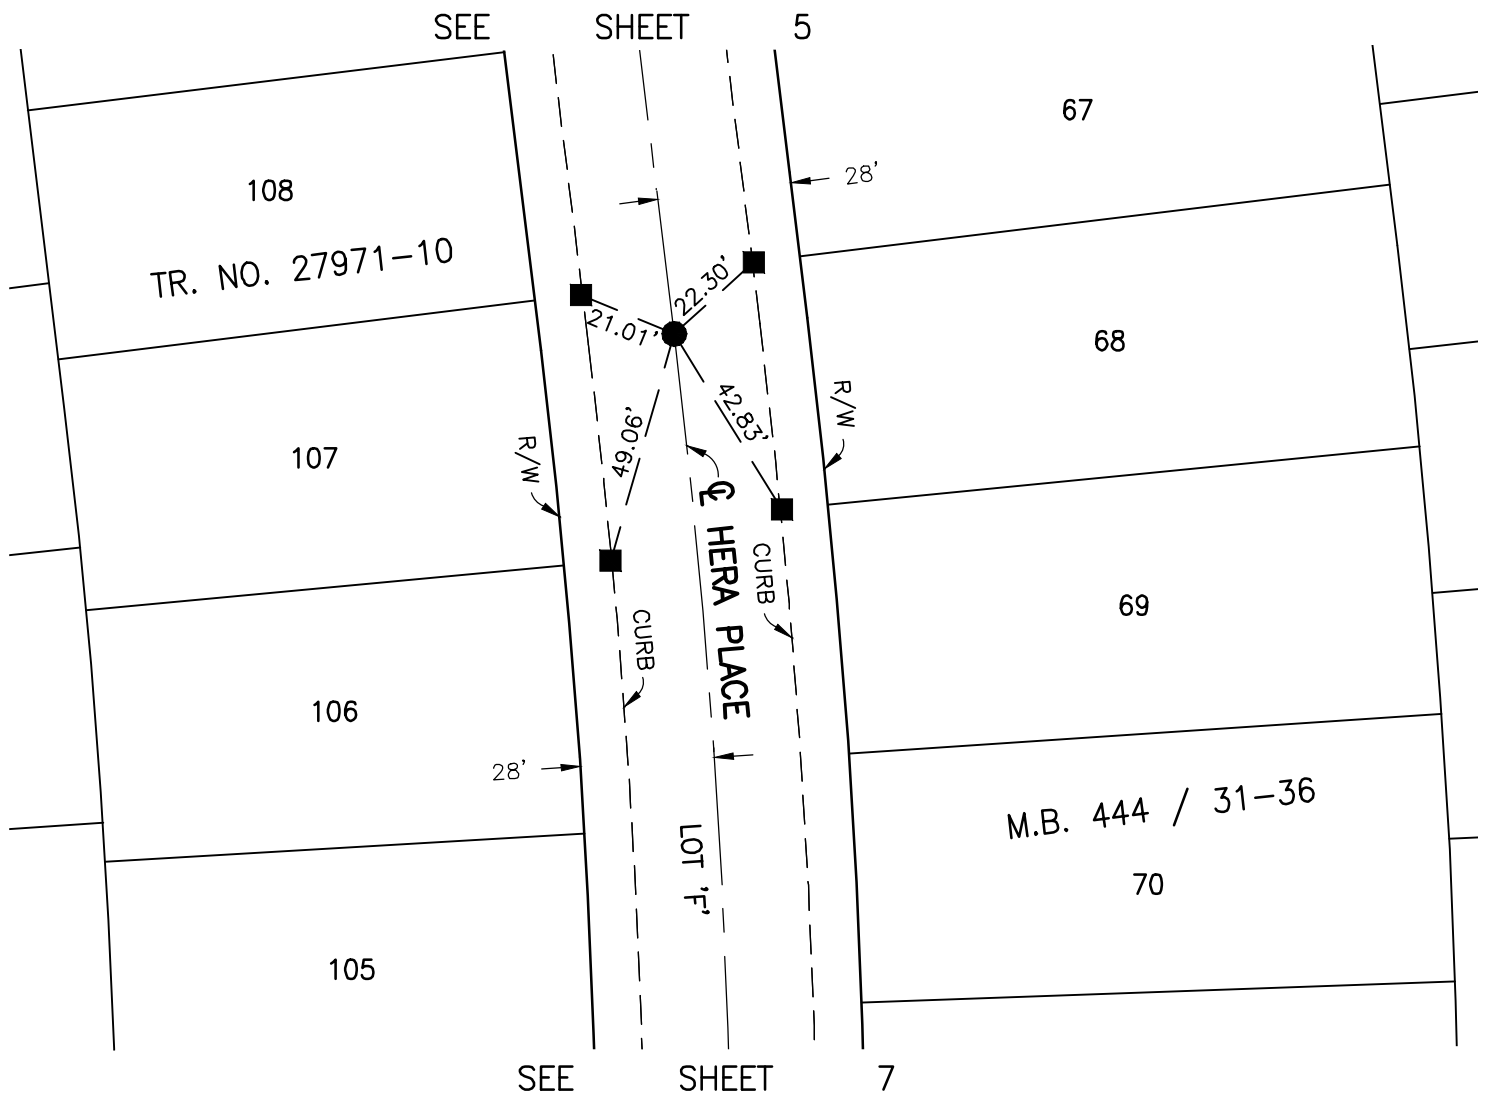 SEE SHEET 5
67
28'
108
TR. NO. 27971-10
22.30'
21.01'
68
R/W
42.83'
49.06'
R/W
107
℄ HERA PLACE
CURB
69
CURB
106
28'
M.B. 444 / 31-36
LOT 'F'
70
105
SEE SHEET 7